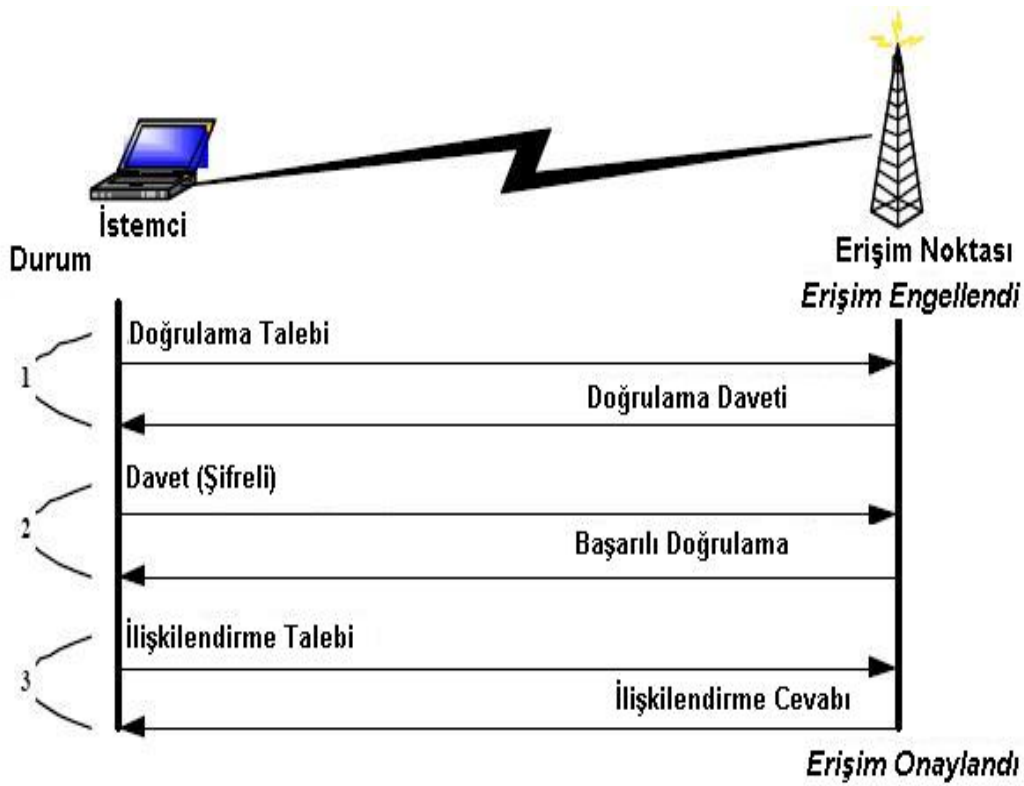 İstemci
Durum
Erişim Noktası
Erişim Engellendi
Doğrulama Talebi
1
Doğrulama Daveti
Davet (Şifreli)
2
Başarılı Doğrulama
İlişkilendirme Talebi
3
İlişkilendirme Cevabı
Erişim Onaylandı